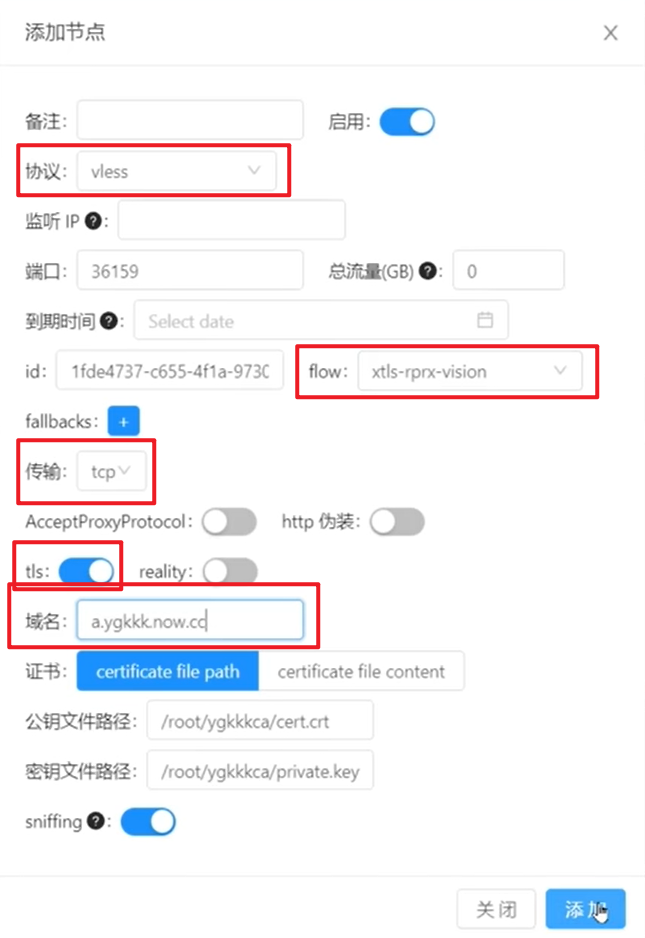 添加节点
备注: 启用:
协议: vless
监听 IP ?:
端口: 36159 总流量(GB) ?: 0
到期时间 ?: Select date
id: 1fde4737-c655-4f1a-973C flow: xtls-rprx-vision
fallbacks: +
传输: tcp
AcceptProxyProtocol: http 伪装:
tls: reality:
域名: a.ygkkk.now.cc
证书: certificate file path certificate file content
公钥文件路径: /root/ygkkkca/cert.crt
密钥文件路径: /root/ygkkkca/private.key
sniffing ?:
关闭 添加